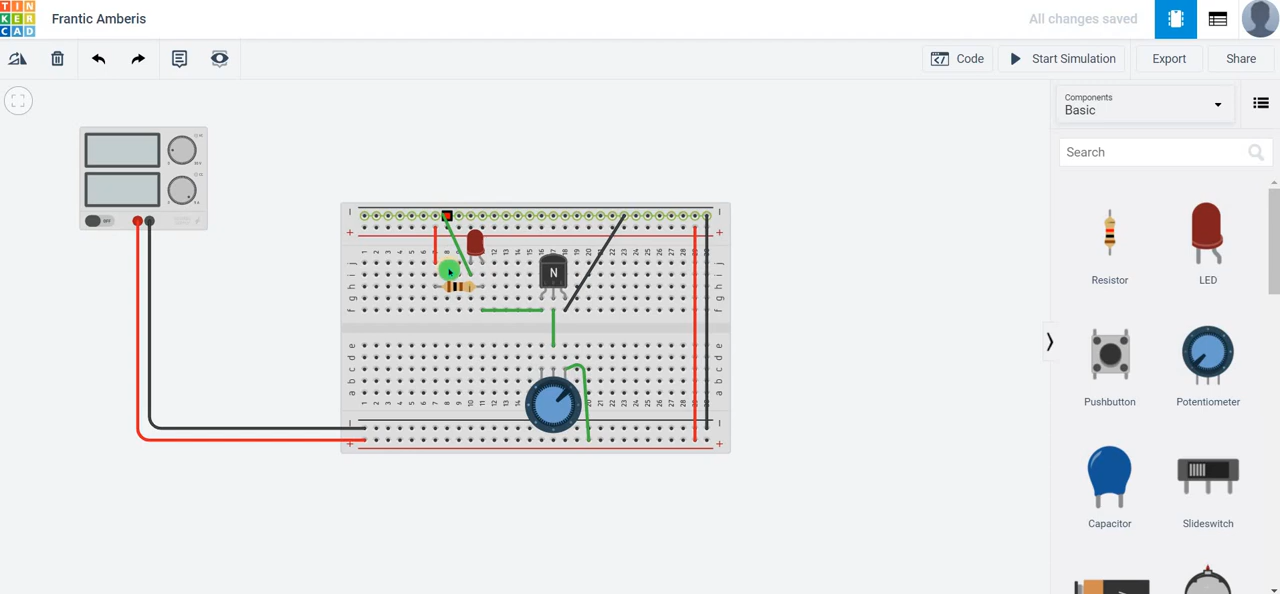 TIN
KER
CAD
Frantic Amberis
All changes saved
Code
Start Simulation
Export
Share
Components
Basic
Search
Resistor
LED
Pushbutton
Potentiometer
Capacitor
Slideswitch
OFF
N